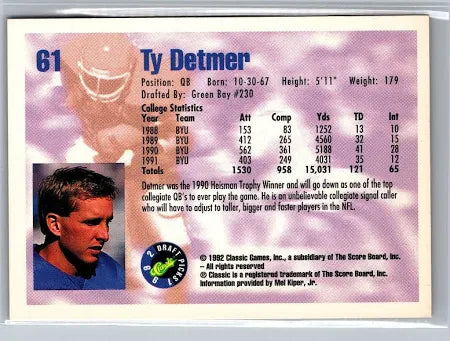 61 Ty Detmer
Position: QB Born: 10-30-67 Height: 5'11" Weight: 179
Drafted By: Green Bay #230
College Statistics
Year Team Att Comp Yds TD Int
1988 BYU 153 83 1252 13 10
1989 BYU 412 265 4560 32 15
1990 BYU 562 361 5188 41 28
1991 BYU 403 249 4031 35 12
Totals 1530 958 15,031 121 65
Detmer was the 1990 Heisman Trophy Winner and will go down as one of the top
collegiate QB's to ever play the game. He is an unbelievable collegiate signal caller
who will have to adjust to taller, bigger and faster players in the NFL.
1992 DRAFT PICKS
Classic
© 1992 Classic Games, Inc., a subsidiary of The Score Board, Inc.
– All rights reserved
® Classic is a registered trademark of The Score Board, Inc.
Information provided by Mel Kiper, Jr.